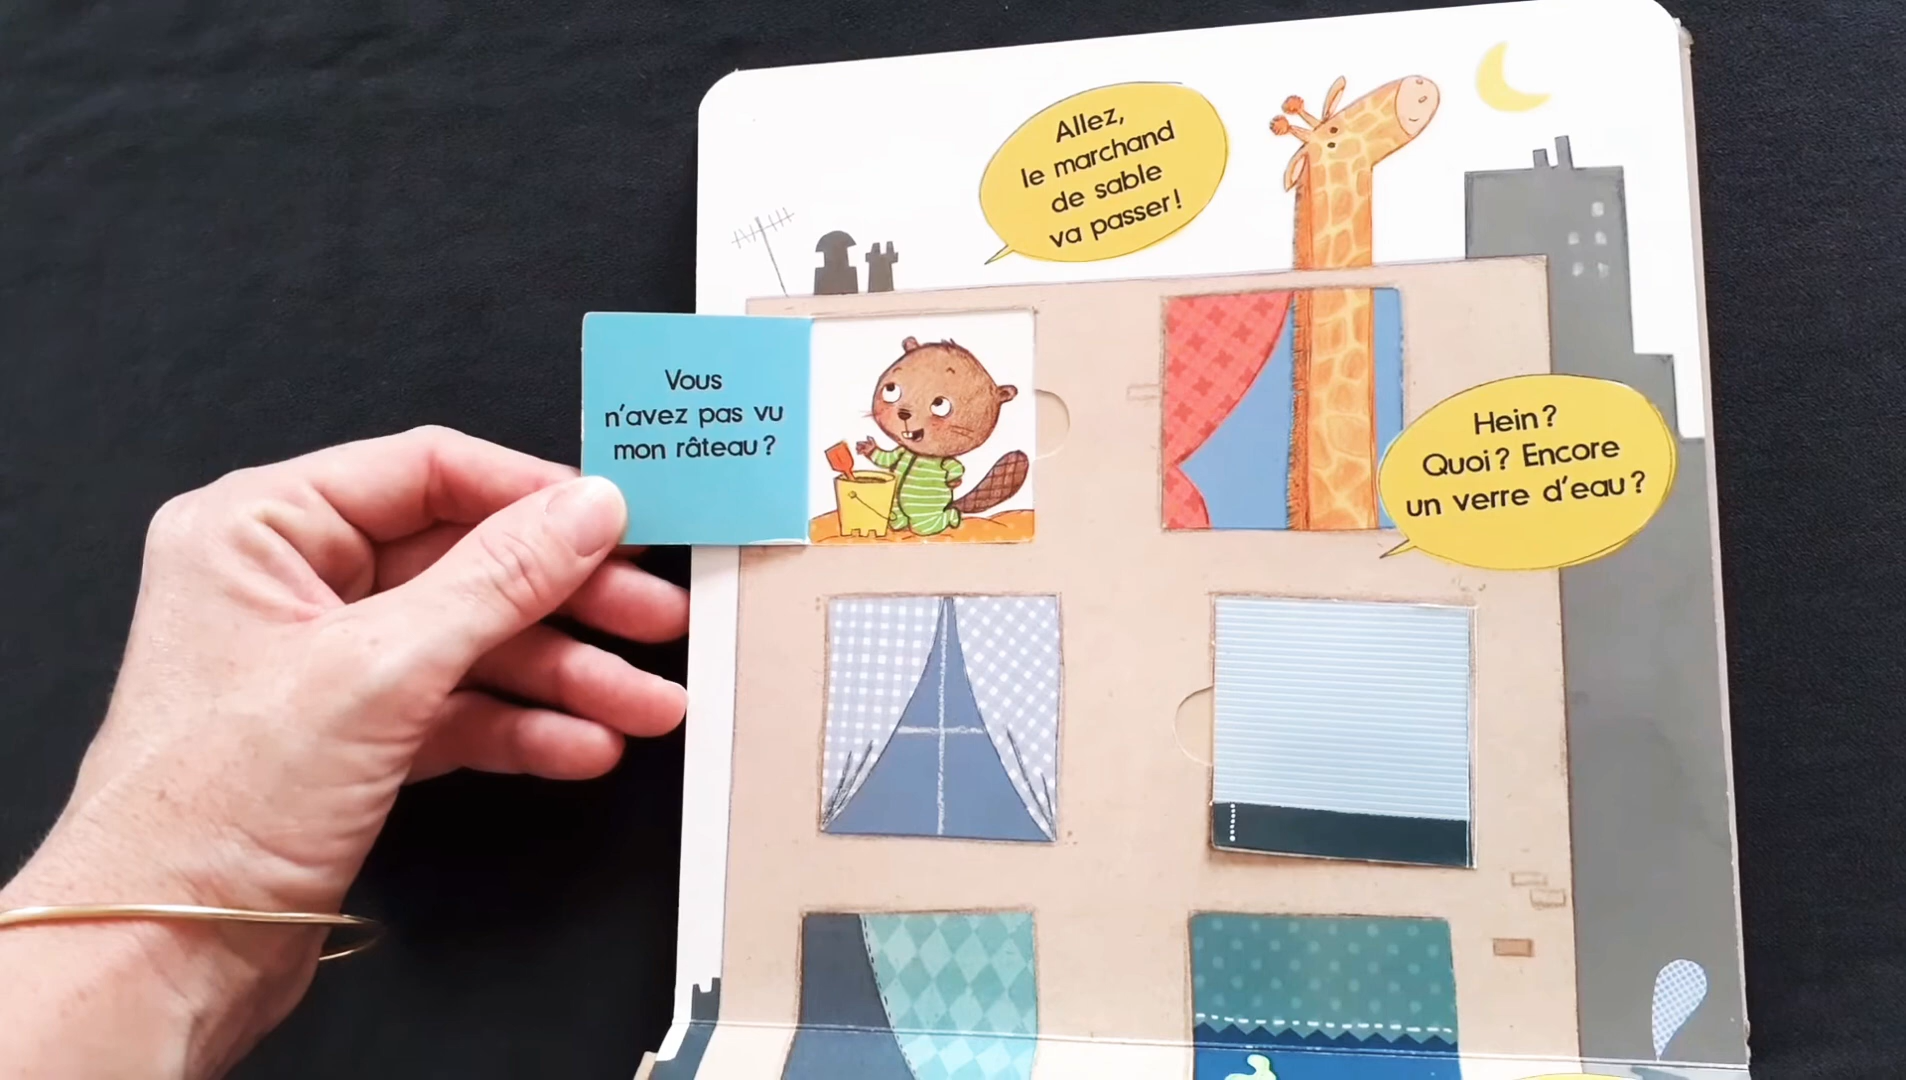 Allez,
le marchand
de sable
va passer !
Vous
n'avez pas vu
mon râteau ?
Hein ?
Quoi ? Encore
un verre d'eau ?